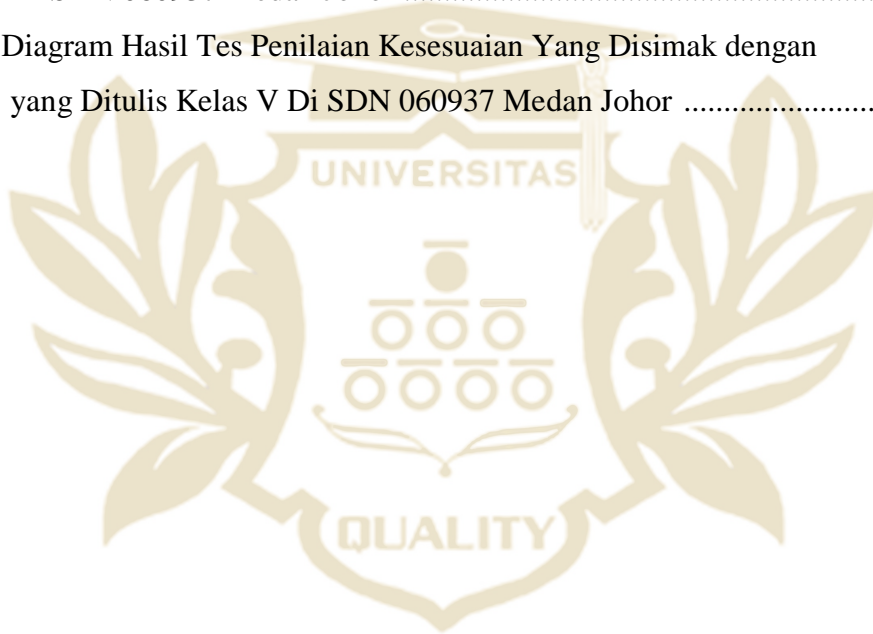 Diagram Hasil Tes Penilaian Kesesuaian Yang Disimak dengan
yang Ditulis Kelas V Di SDN 060937 Medan Johor ........................
UNIVERSITAS
QUALITY